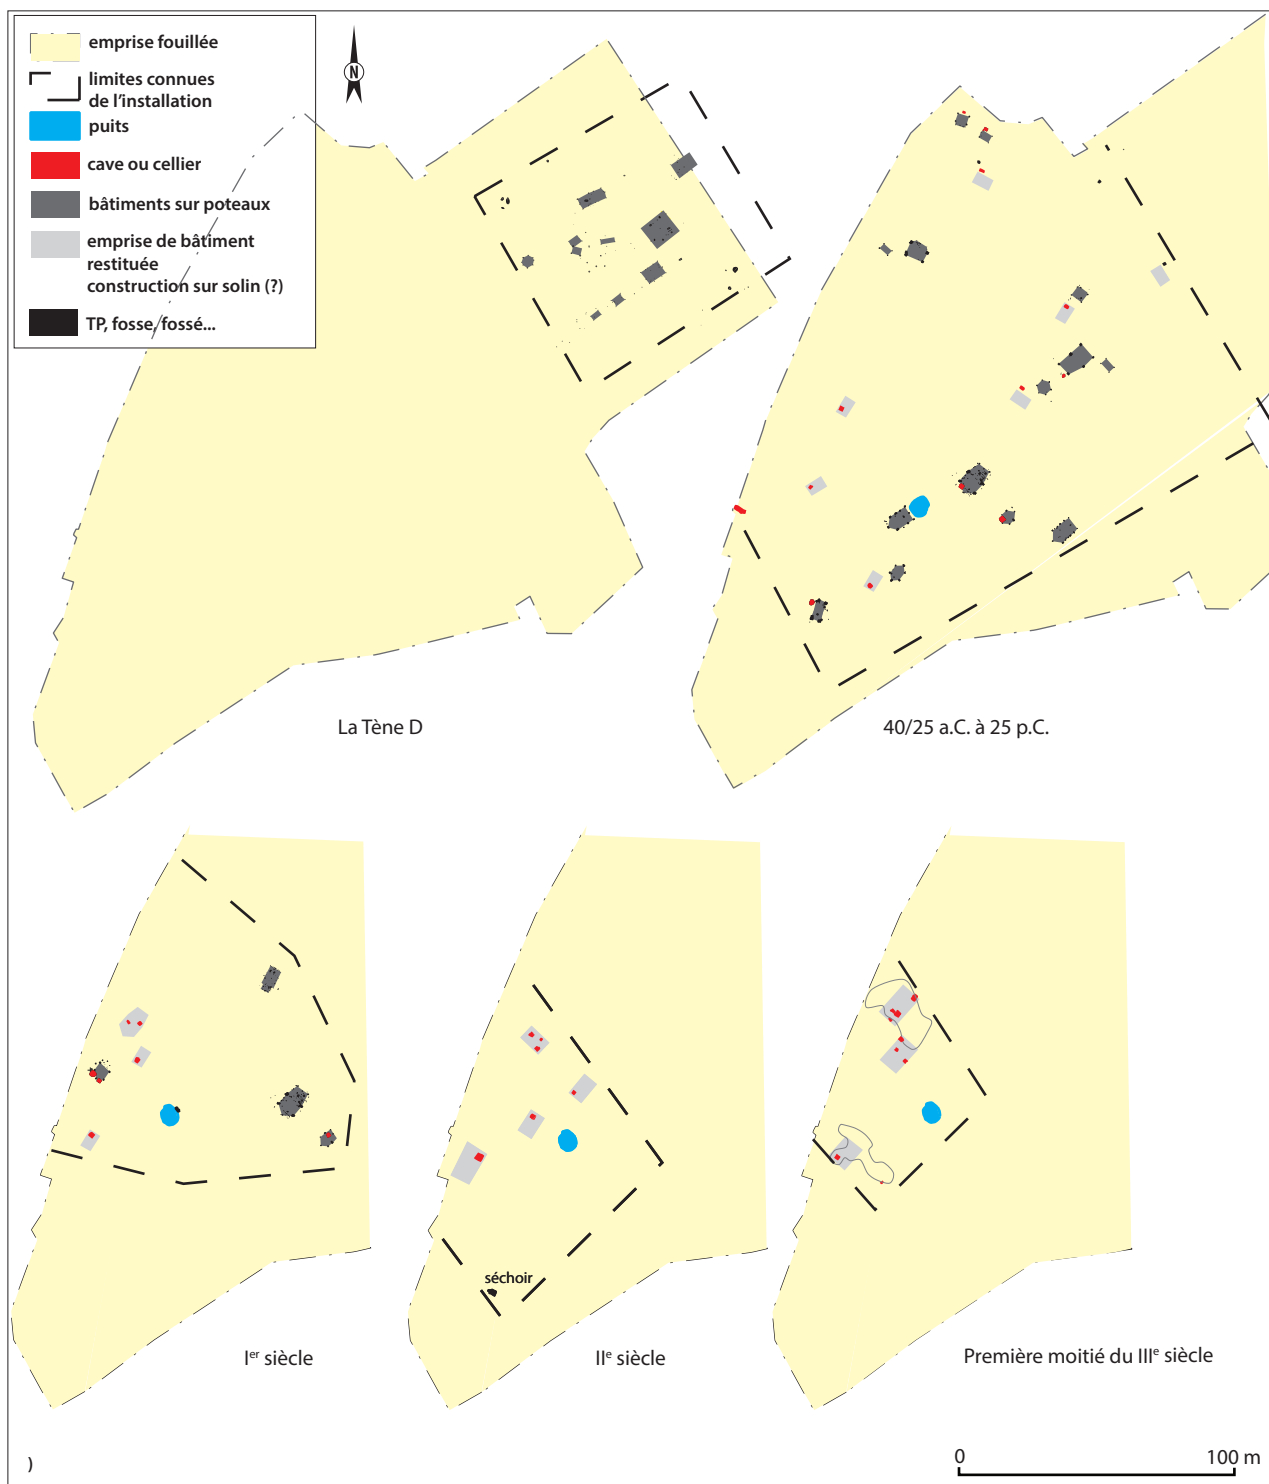 emprise fouillée
limites connues
de l'installation
puits
cave ou cellier
bâtiments sur poteaux
emprise de bâtiment
restituée
construction sur solin (?)
TP, fosse, fossé...
N
La Tène D
40/25 a.C. à 25 p.C.
séchoir
Ier siècle
IIe siècle
Première moitié du IIIe siècle
)
0
100 m